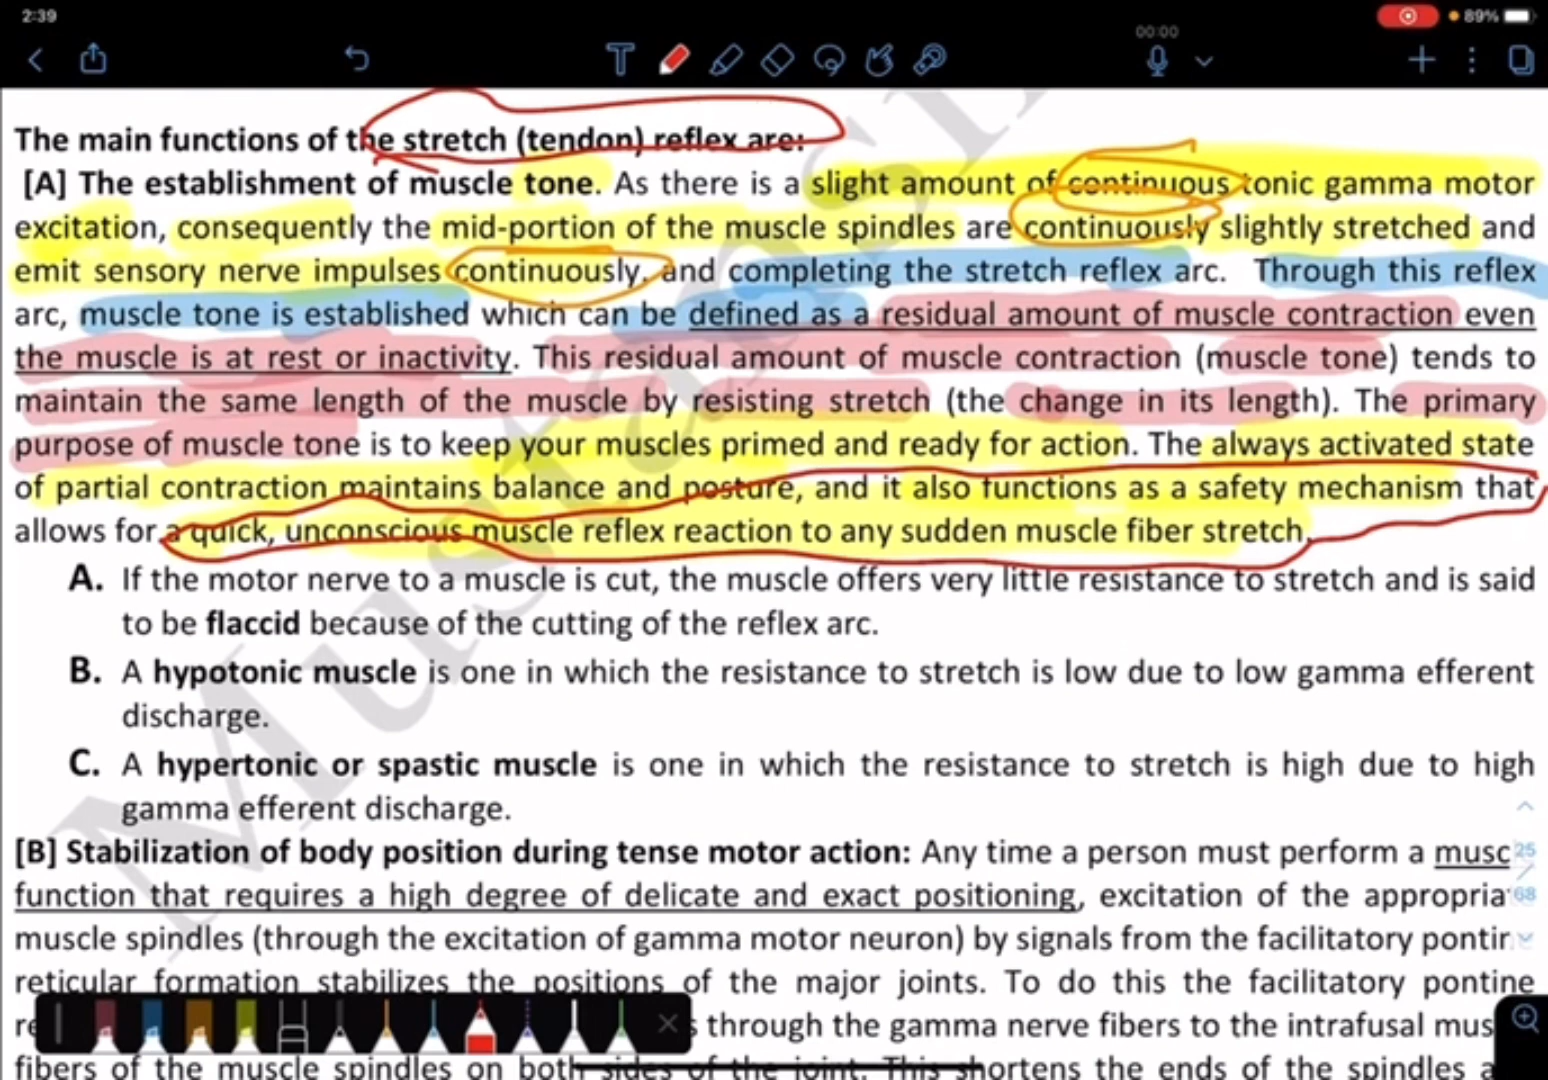 2:39
89%
00:00
The main functions of the stretch (tendon) reflex are:
[A] The establishment of muscle tone. As there is a slight amount of continuous tonic gamma motor
excitation, consequently the mid-portion of the muscle spindles are continuously slightly stretched and
emit sensory nerve impulses continuously, and completing the stretch reflex arc. Through this reflex
arc, muscle tone is established which can be defined as a residual amount of muscle contraction even
the muscle is at rest or inactivity. This residual amount of muscle contraction (muscle tone) tends to
maintain the same length of the muscle by resisting stretch (the change in its length). The primary
purpose of muscle tone is to keep your muscles primed and ready for action. The always activated state
of partial contraction maintains balance and posture, and it also functions as a safety mechanism that
allows for a quick, unconscious muscle reflex reaction to any sudden muscle fiber stretch.
A. If the motor nerve to a muscle is cut, the muscle offers very little resistance to stretch and is said
to be flaccid because of the cutting of the reflex arc.
B. A hypotonic muscle is one in which the resistance to stretch is low due to low gamma efferent
discharge.
C. A hypertonic or spastic muscle is one in which the resistance to stretch is high due to high
gamma efferent discharge.
[B] Stabilization of body position during tense motor action: Any time a person must perform a musc
25
function that requires a high degree of delicate and exact positioning, excitation of the appropria
68
muscle spindles (through the excitation of gamma motor neuron) by signals from the facilitatory pontin
reticular formation stabilizes the positions of the major joints. To do this the facilitatory pontine
re s through the gamma nerve fibers to the intrafusal mus
fibers of the muscle spindles on both sides of the joint. This shortens the ends of the spindles a